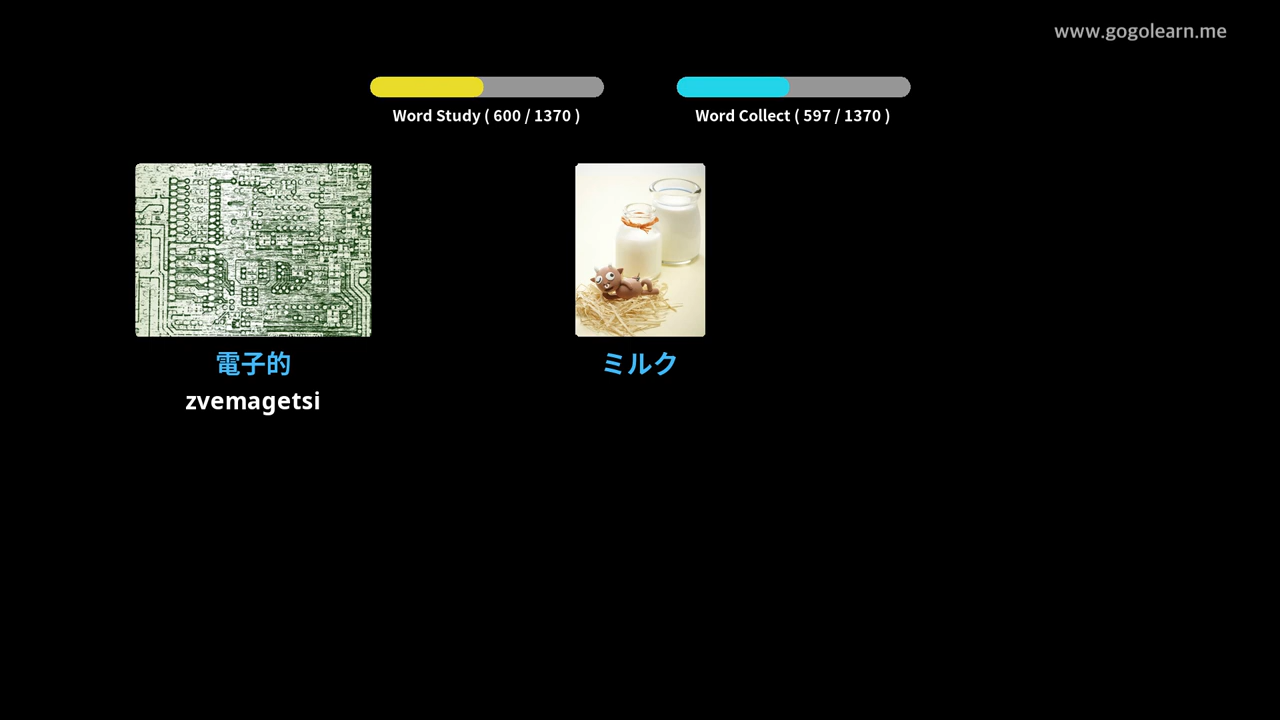 www.gogolearn.me
Word Study ( 600 / 1370 )
Word Collect ( 597 / 1370 )
電子的
zvemagetsi
ミルク